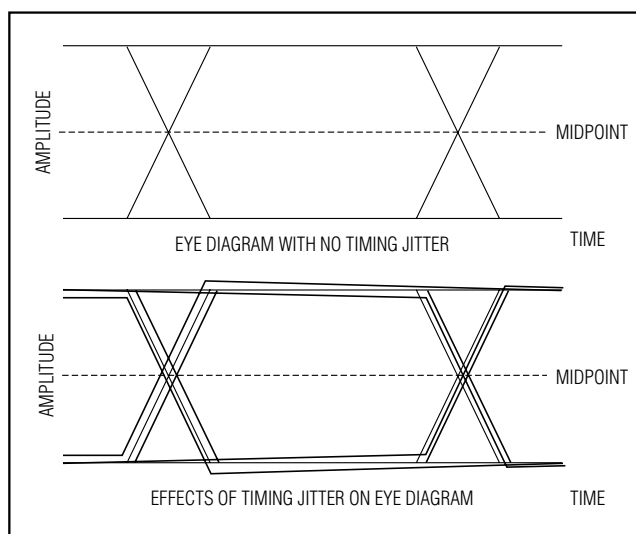 AMPLITUDE
MIDPOINT
EYE DIAGRAM WITH NO TIMING JITTER
TIME
AMPLITUDE
MIDPOINT
EFFECTS OF TIMING JITTER ON EYE DIAGRAM
TIME